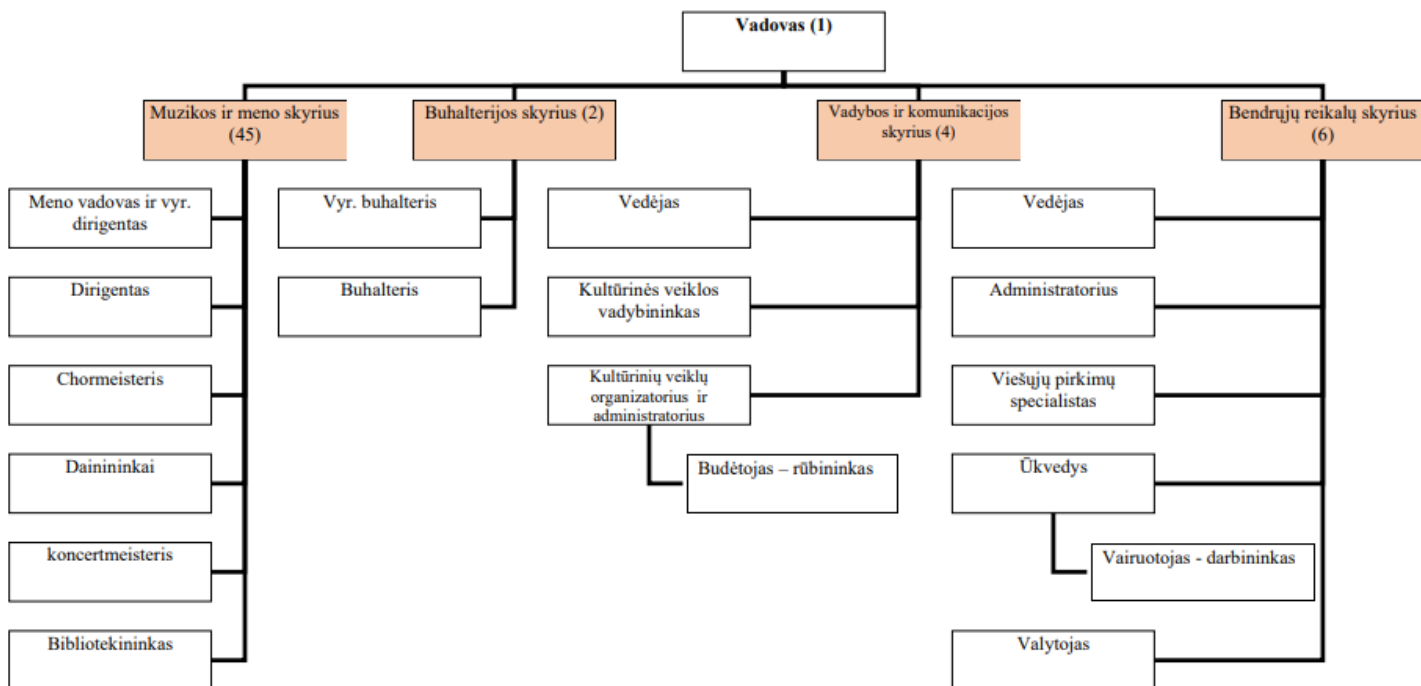 Vadovas (1)
Muzikos ir meno skyrius
(45)
Buhalterijos skyrius (2)
Vadybos ir komunikacijos
skyrius (4)
Bendrųjų reikalų skyrius
(6)
Meno vadovas ir vyr.
dirigentas
Dirigentas
Chormeisteris
Dainininkai
koncertmeisteris
Bibliotekininkas
Vyr. buhalteris
Buhalteris
Vedėjas
Kultūrinės veiklos
vadybininkas
Kultūrinių veiklų
organizatorius ir
administratorius
Budėtojas – rūbininkas
Vedėjas
Administratorius
Viešųjų pirkimų
specialistas
Ūkvedys
Vairuotojas - darbininkas
Valytojas